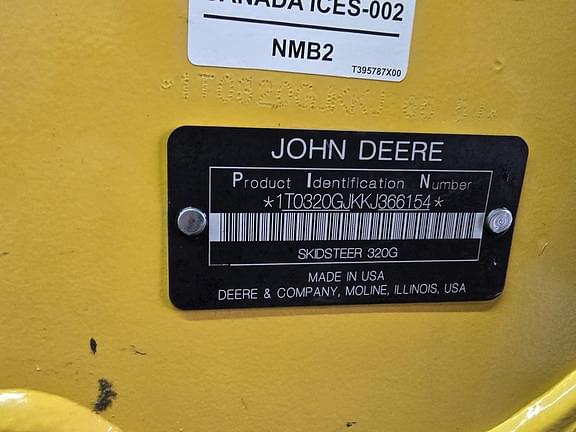 CANADA ICES-002
NMB2
T395787X00
JOHN DEERE
Product Identification Number
*1T0320GJKKJ366154*
SKIDSTEER 320G
MADE IN USA
DEERE & COMPANY, MOLINE, ILLINOIS, USA